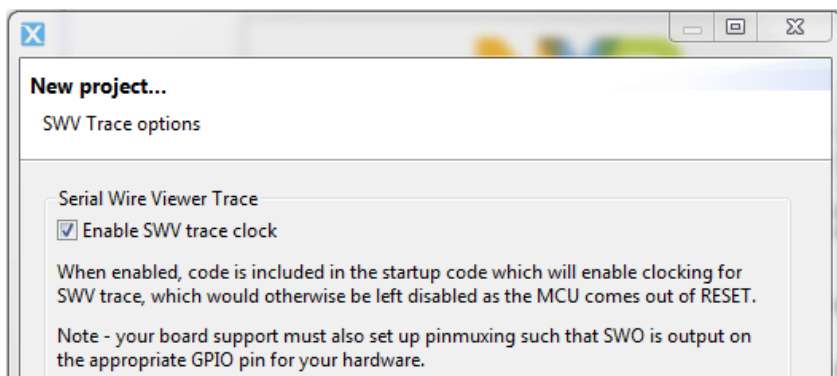 New project...
SWV Trace options
Serial Wire Viewer Trace
Enable SWV trace clock
When enabled, code is included in the startup code which will enable clocking for
SWV trace, which would otherwise be left disabled as the MCU comes out of RESET.
Note - your board support must also set up pinmuxing such that SWO is output on
the appropriate GPIO pin for your hardware.